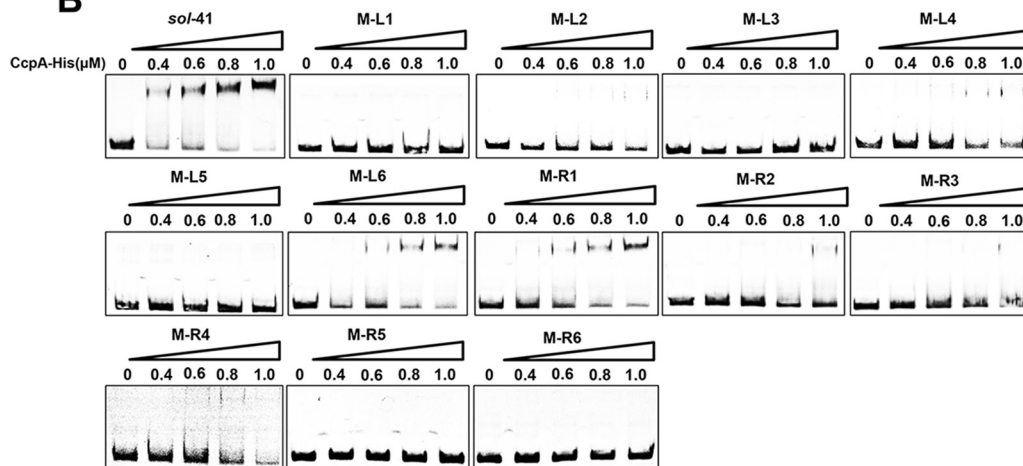 B
sol-41 M-L1 M-L2 M-L3 M-L4
CcpA-His(μM) 0 0.4 0.6 0.8 1.0 0 0.4 0.6 0.8 1.0 0 0.4 0.6 0.8 1.0 0 0.4 0.6 0.8 1.0 0 0.4 0.6 0.8 1.0
M-L5 M-L6 M-R1 M-R2 M-R3
0 0.4 0.6 0.8 1.0 0 0.4 0.6 0.8 1.0 0 0.4 0.6 0.8 1.0 0 0.4 0.6 0.8 1.0 0 0.4 0.6 0.8 1.0
M-R4 M-R5 M-R6
0 0.4 0.6 0.8 1.0 0 0.4 0.6 0.8 1.0 0 0.4 0.6 0.8 1.0